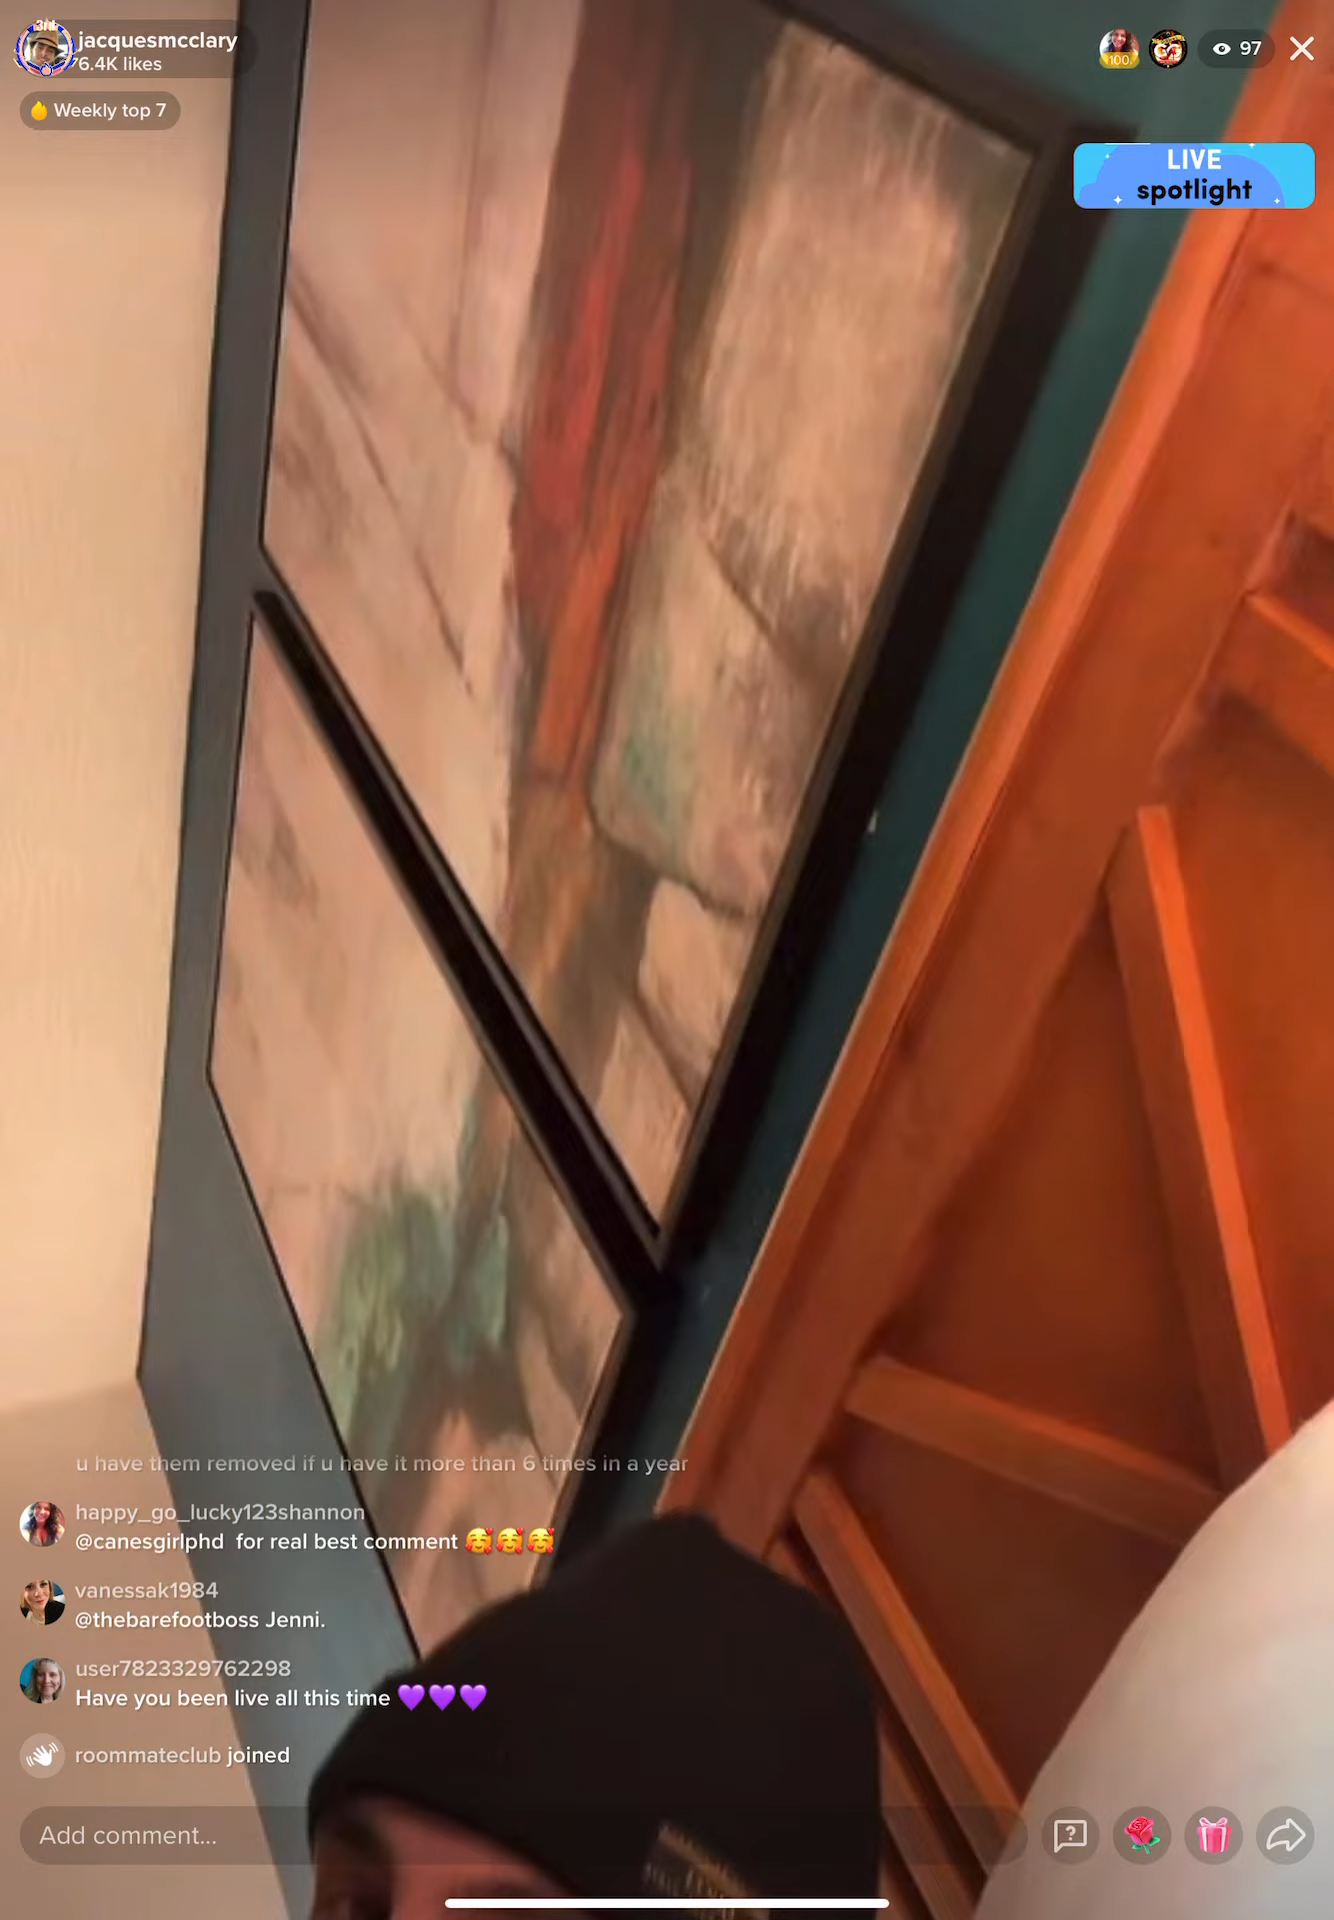 3rd
jacquesmcclary
6.4K likes
100
97
Weekly top 7
LIVE
spotlight
u have them removed if u have it more than 6 times in a year
happy_go_lucky123shannon
@canesgirlphd for real best comment 🥰🥰🥰
vanessak1984
@thebarefootboss Jenni.
user7823329762298
Have you been live all this time 💜💜💜
roommateclub joined
Add comment...